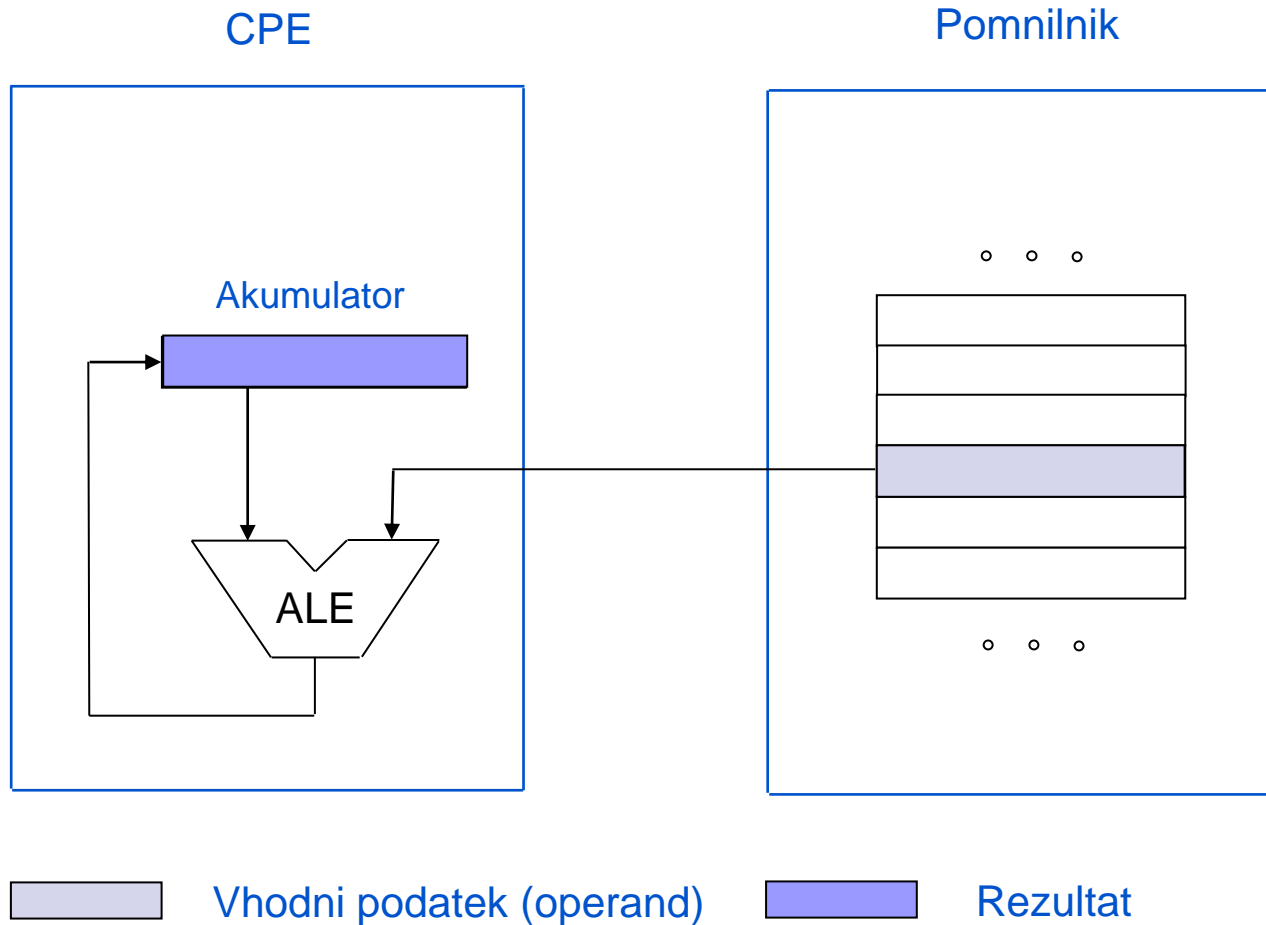 CPE
Pomnilnik
Akumulator
ALE
Vhodni podatek (operand)
Rezultat